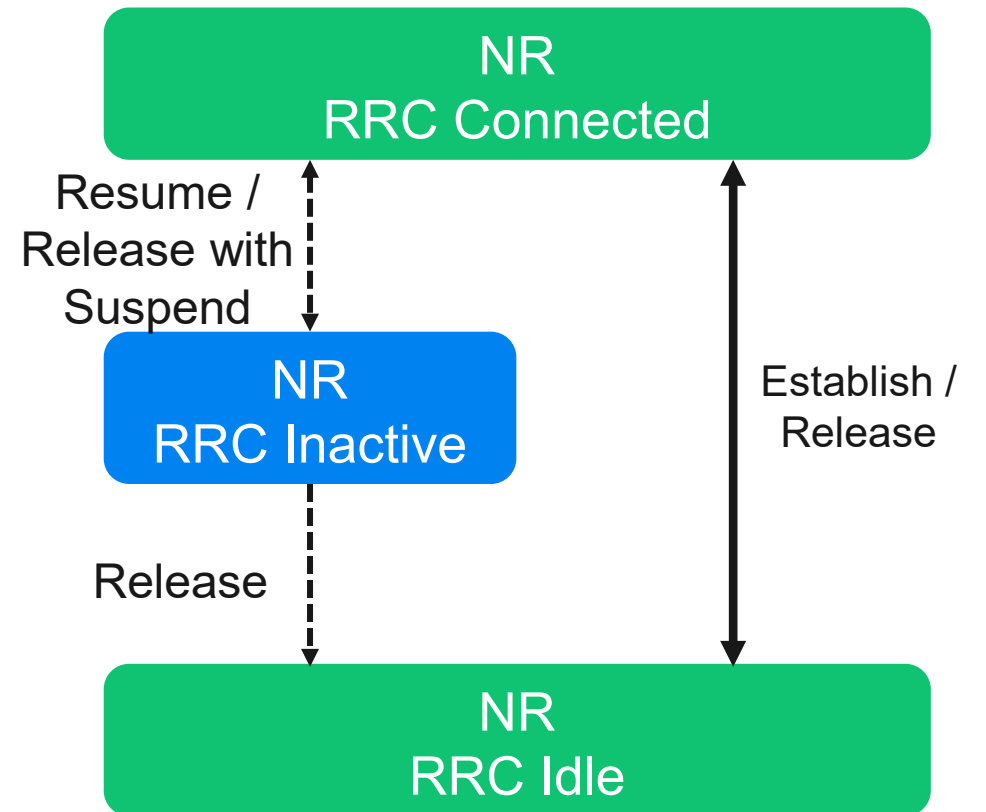 NR
RRC Connected
Resume /
Release with
Suspend
NR
RRC Inactive
Establish /
Release
Release
NR
RRC Idle